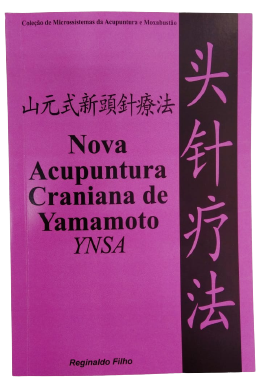 Coleção de Microssistemas da Acupuntura e Moxabustão
山元式新頭針療法
Nova
Acupuntura
Craniana de
Yamamoto
YNSA
头针疗法
Reginaldo Filho